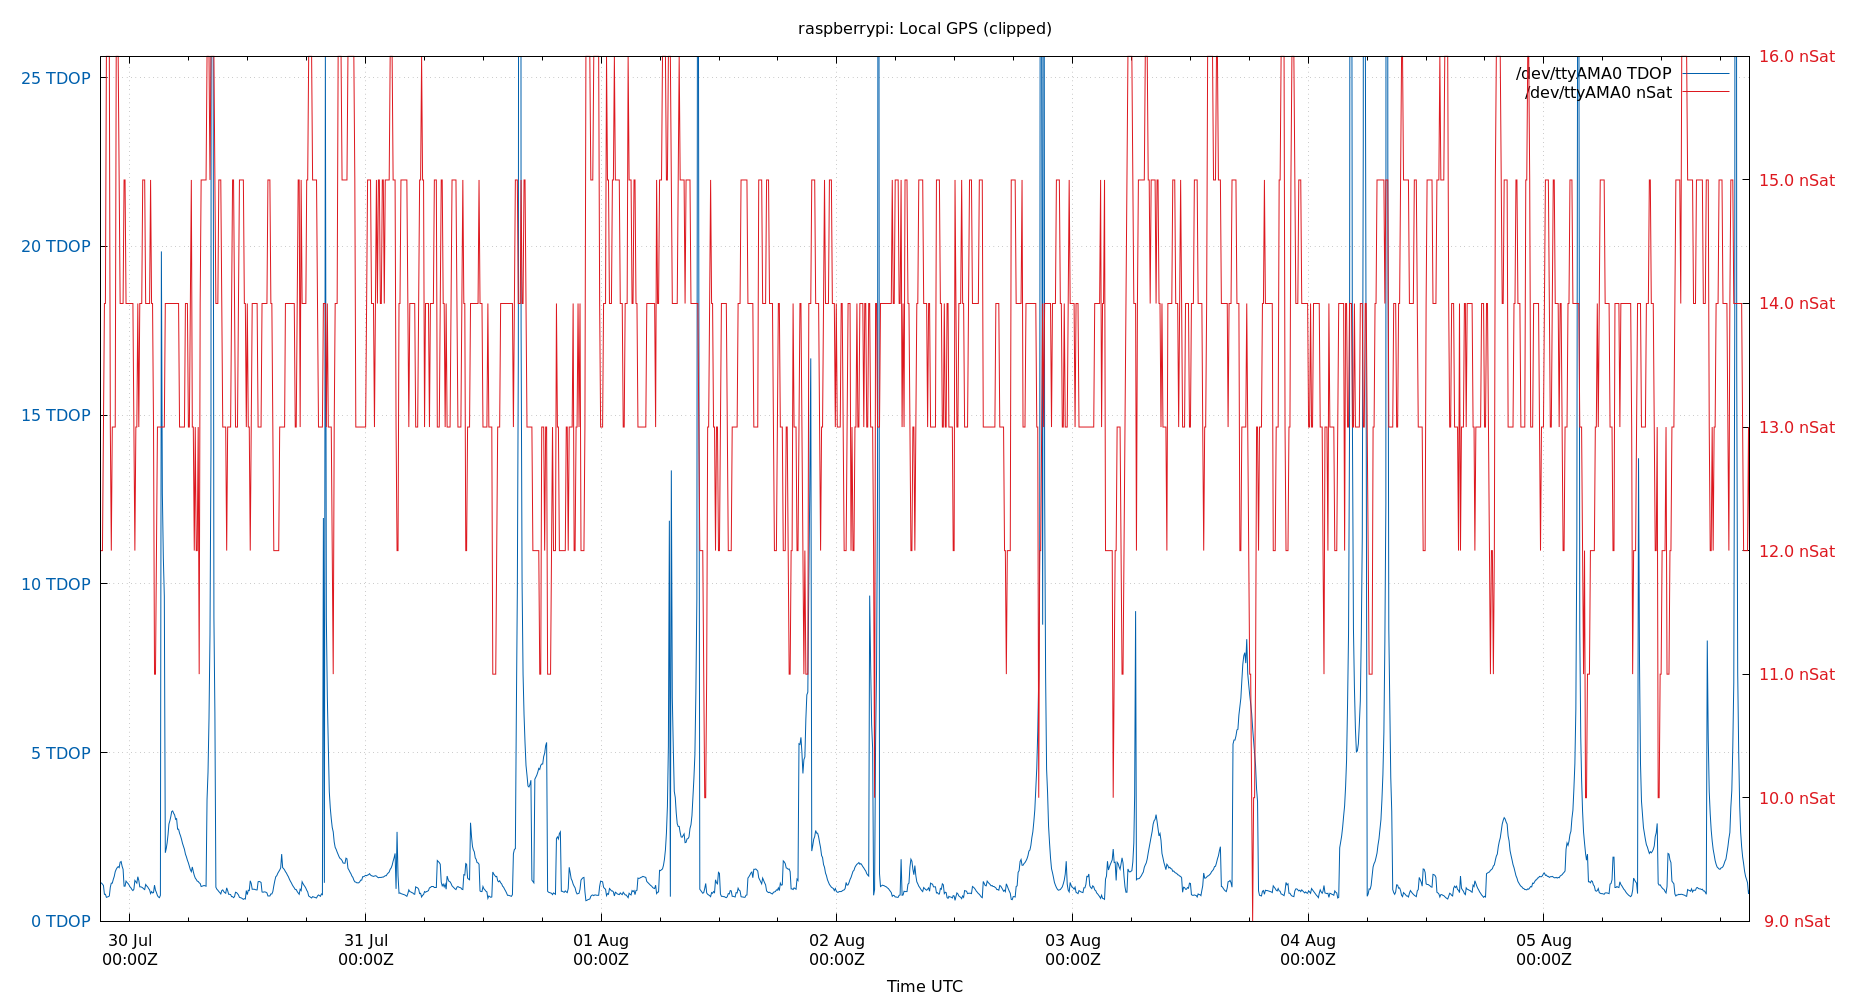 raspberrypi: Local GPS (clipped)
/dev/ttyAMA0 TDOP
/dev/ttyAMA0 nSat
25 TDOP
20 TDOP
15 TDOP
10 TDOP
5 TDOP
0 TDOP
16.0 nSat
15.0 nSat
14.0 nSat
13.0 nSat
12.0 nSat
11.0 nSat
10.0 nSat
9.0 nSat
30 Jul
00:00Z
31 Jul
00:00Z
01 Aug
00:00Z
02 Aug
00:00Z
03 Aug
00:00Z
04 Aug
00:00Z
05 Aug
00:00Z
Time UTC